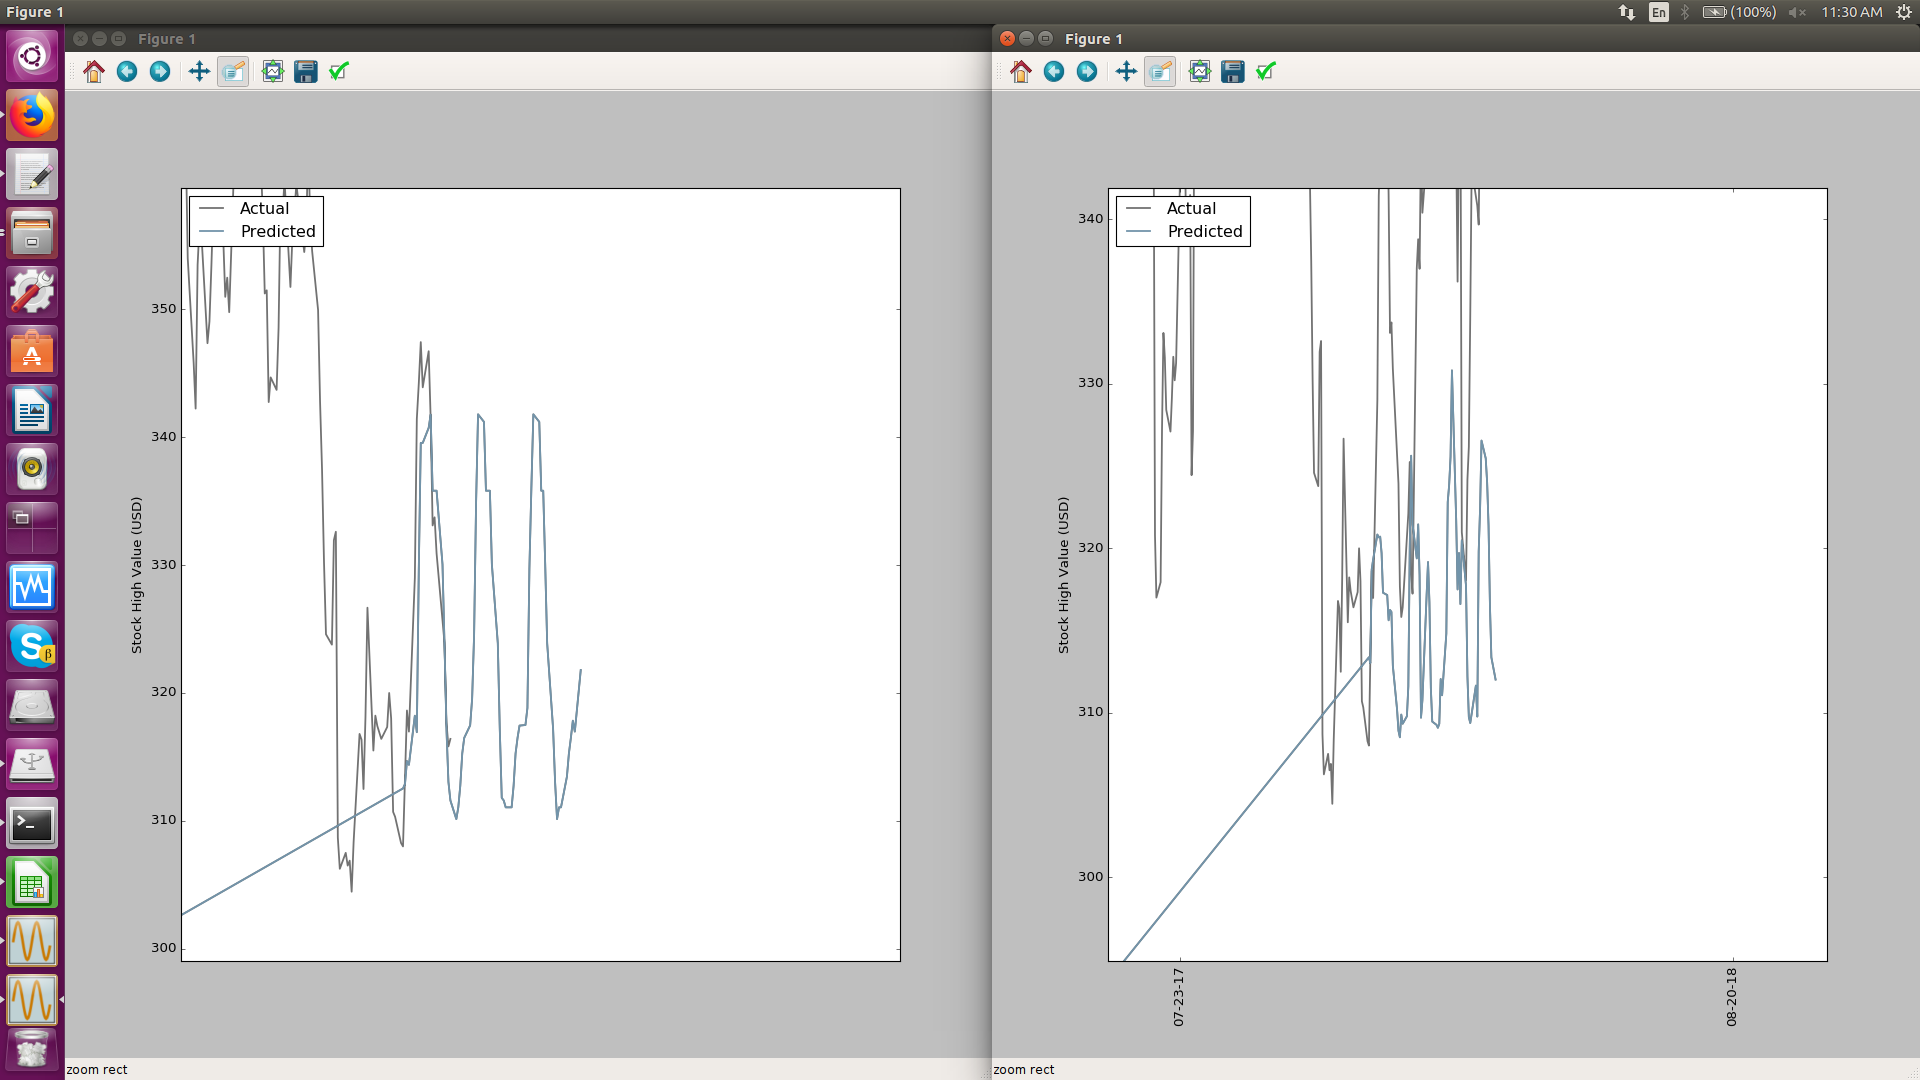 Figure 1
En
(100%)
11:30 AM
Figure 1
Actual
Predicted
350
340
330
320
310
300
Stock High Value (USD)
zoom rect
Figure 1
Actual
Predicted
340
330
320
310
300
Stock High Value (USD)
07-23-17
08-20-18
zoom rect